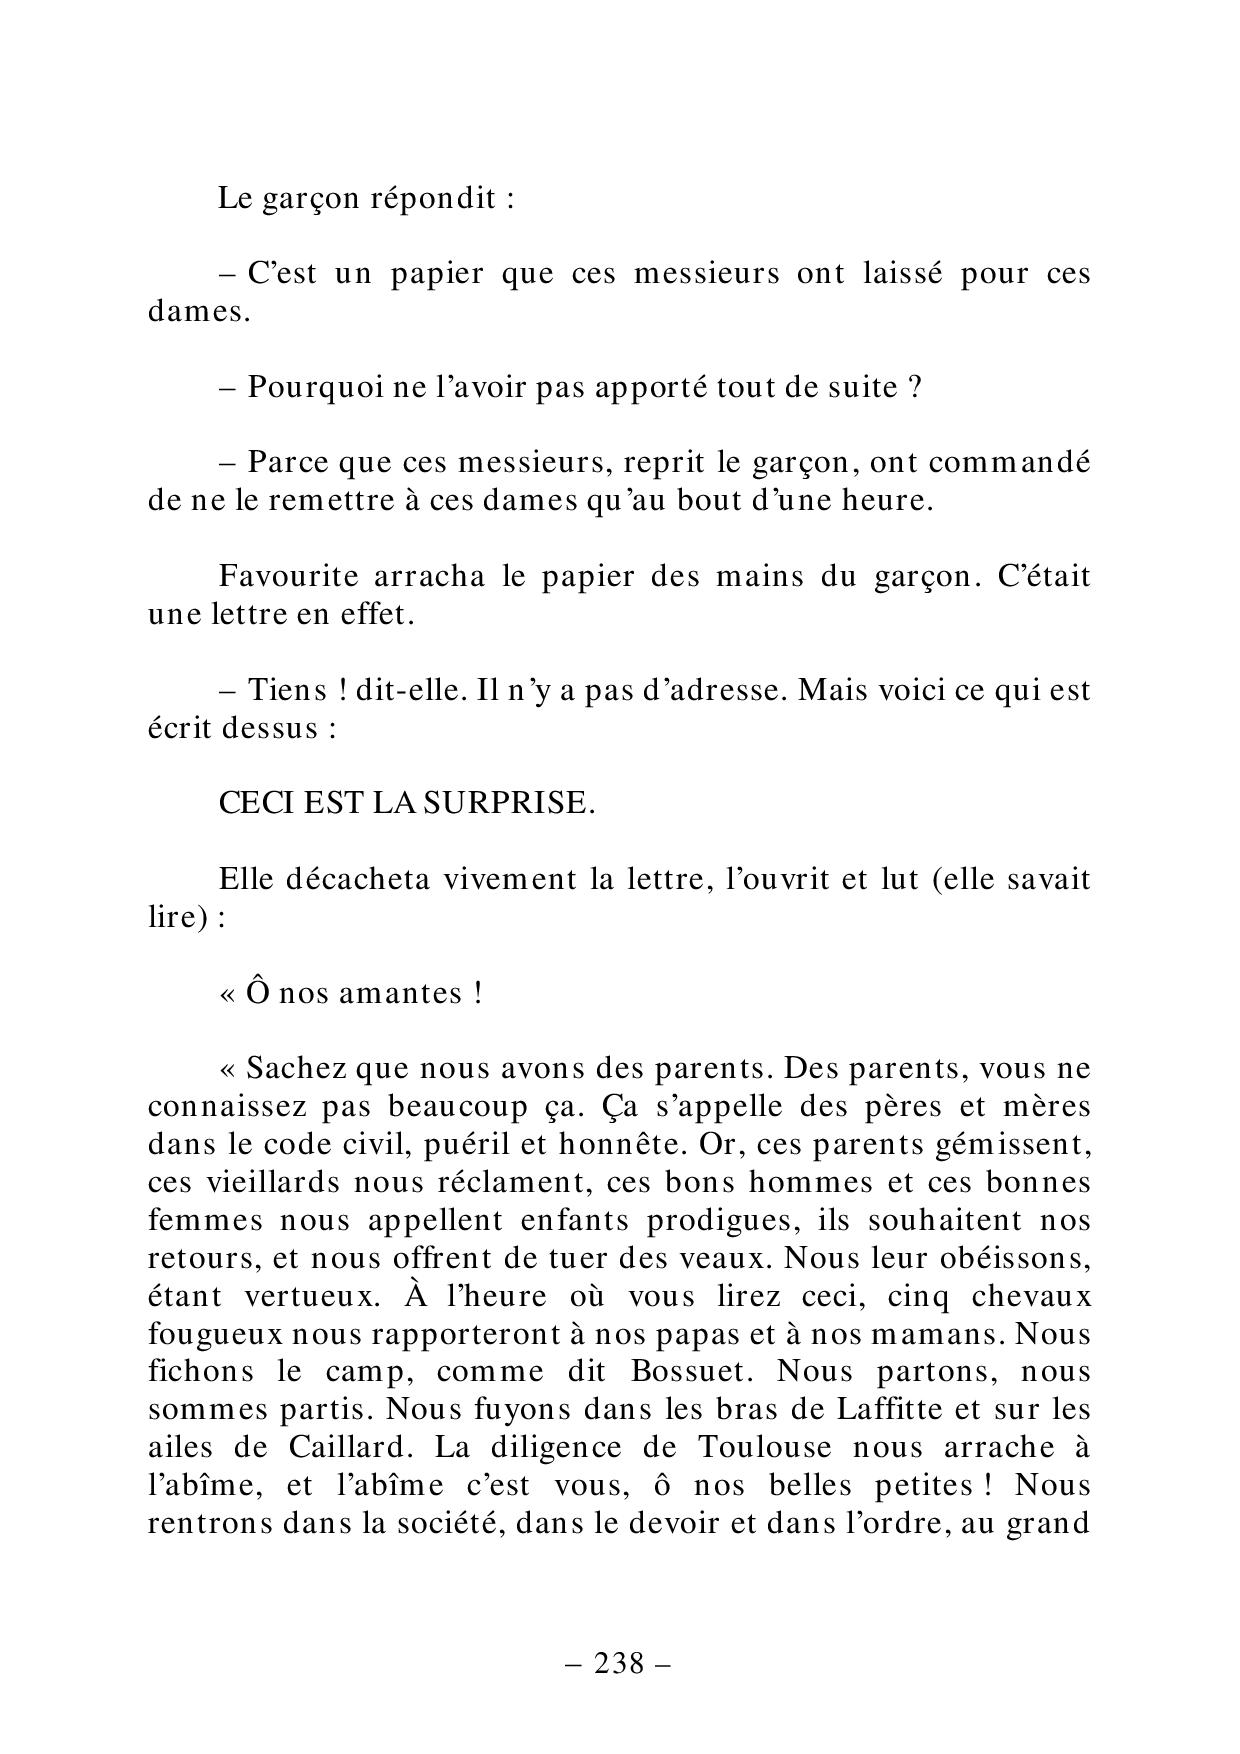 Le garçon répondit :
– C’est un papier que ces messieurs ont laissé pour ces
dames.
– Pourquoi ne l’avoir pas apporté tout de suite ?
– Parce que ces messieurs, reprit le garçon, ont commandé
de ne le remettre à ces dames qu’au bout d’une heure.
Favourite arracha le papier des mains du garçon. C’était
une lettre en effet.
– Tiens ! dit-elle. Il n’y a pas d’adresse. Mais voici ce qui est
écrit dessus :
CECI EST LA SURPRISE.
Elle décacheta vivement la lettre, l’ouvrit et lut (elle savait
lire) :
« Ô nos amantes !
« Sachez que nous avons des parents. Des parents, vous ne
connaissez pas beaucoup ça. Ça s’appelle des pères et mères
dans le code civil, puéril et honnête. Or, ces parents gémissent,
ces vieillards nous réclament, ces bons hommes et ces bonnes
femmes nous appellent enfants prodigues, ils souhaitent nos
retours, et nous offrent de tuer des veaux. Nous leur obéissons,
étant vertueux. À l’heure où vous lirez ceci, cinq chevaux
fougueux nous rapporteront à nos papas et à nos mamans. Nous
fichons le camp, comme dit Bossuet. Nous partons, nous
sommes partis. Nous fuyons dans les bras de Laffitte et sur les
ailes de Caillard. La diligence de Toulouse nous arrache à
l’abîme, et l’abîme c’est vous, ô nos belles petites ! Nous
rentrons dans la société, dans le devoir et dans l’ordre, au grand
– 238 –